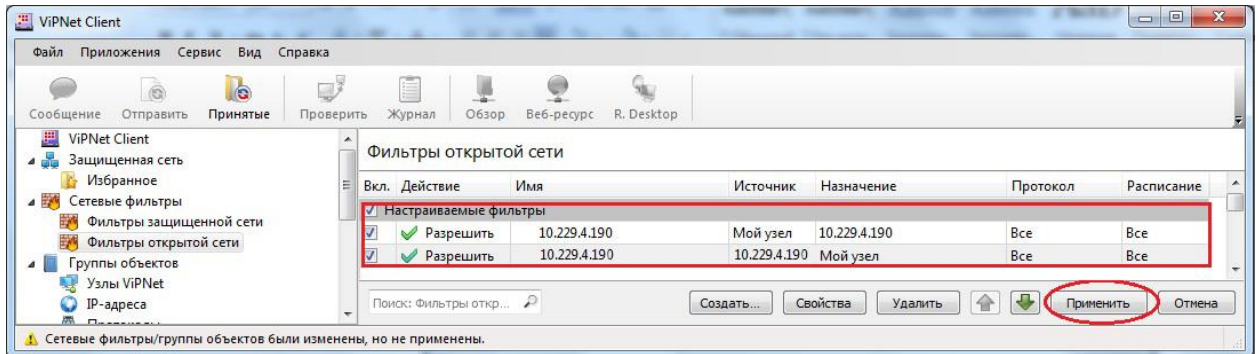 ViPNet Client
Файл Приложения Сервис Вид Справка
Сообщение Отправить Принятые Проверить Журнал Обзор Веб-ресурс R. Desktop
ViPNet Client
Защищенная сеть
Избранное
Сетевые фильтры
Фильтры защищенной сети
Фильтры открытой сети
Группы объектов
Узлы ViPNet
IP-адреса
Фильтры открытой сети
Вкл. Действие Имя Источник Назначение Протокол Расписание
Настраиваемые фильтры
Разрешить 10.229.4.190 Мой узел 10.229.4.190 Все Все
Разрешить 10.229.4.190 10.229.4.190 Мой узел Все Все
Поиск: Фильтры откр... Создать... Свойства Удалить Применить Отмена
Сетевые фильтры/группы объектов были изменены, но не применены.